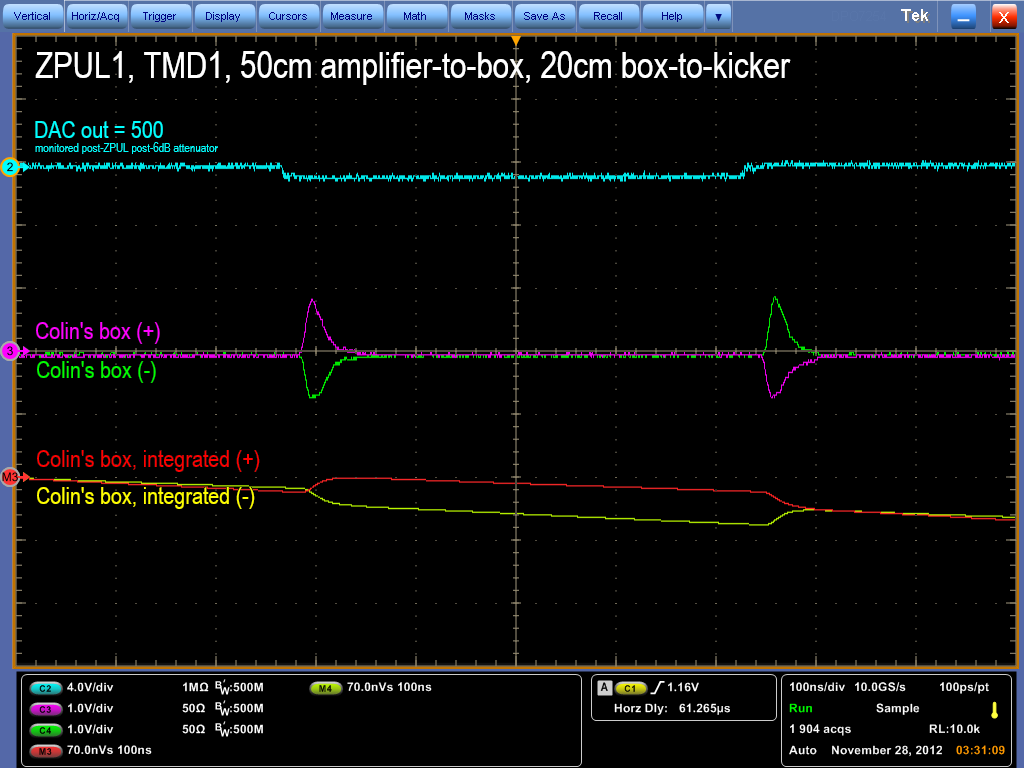 Vertical Horiz/Acq Trigger Display Cursors Measure Math Masks Save As Recall Help ▼ Tek X
ZPUL1, TMD1, 50cm amplifier-to-box, 20cm box-to-kicker
DAC out = 500
monitored post-ZPUL post-6dB attenuator
2
Colin's box (+)
3
Colin's box (-)
Colin's box, integrated (+)
M3
Colin's box, integrated (-)
C2 4.0V/div 1MΩ BW:500M M4 70.0nVs 100ns
C3 1.0V/div 50Ω BW:500M
C4 1.0V/div 50Ω BW:500M
M3 70.0nVs 100ns
A C1 1.16V
Horz Dly: 61.265µs
100ns/div 10.0GS/s 100ps/pt
Run Sample
1 904 acqs RL:10.0k
Auto November 28, 2012 03:31:09